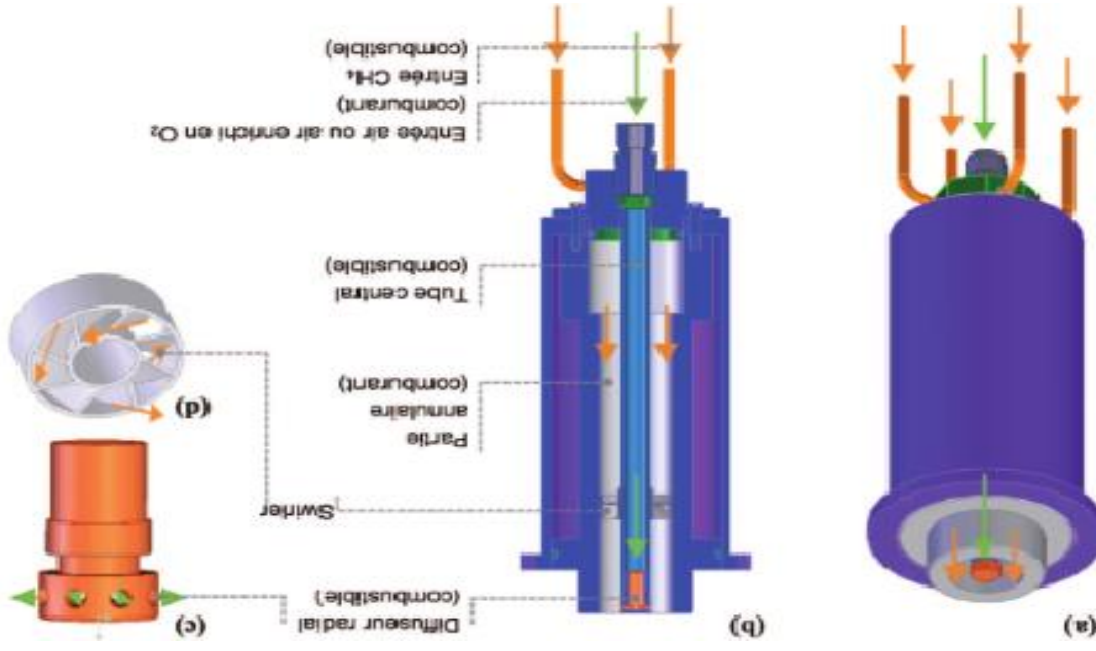 (a)
(b)
Diffuseur radial
(combustible)
(c)
Swirler
Partie
annulaire
(comburant)
(d)
Tube central
(combustible)
Entrée air ou air enrichi en O₂
(comburant)
Entrée CH₄
(combustible)